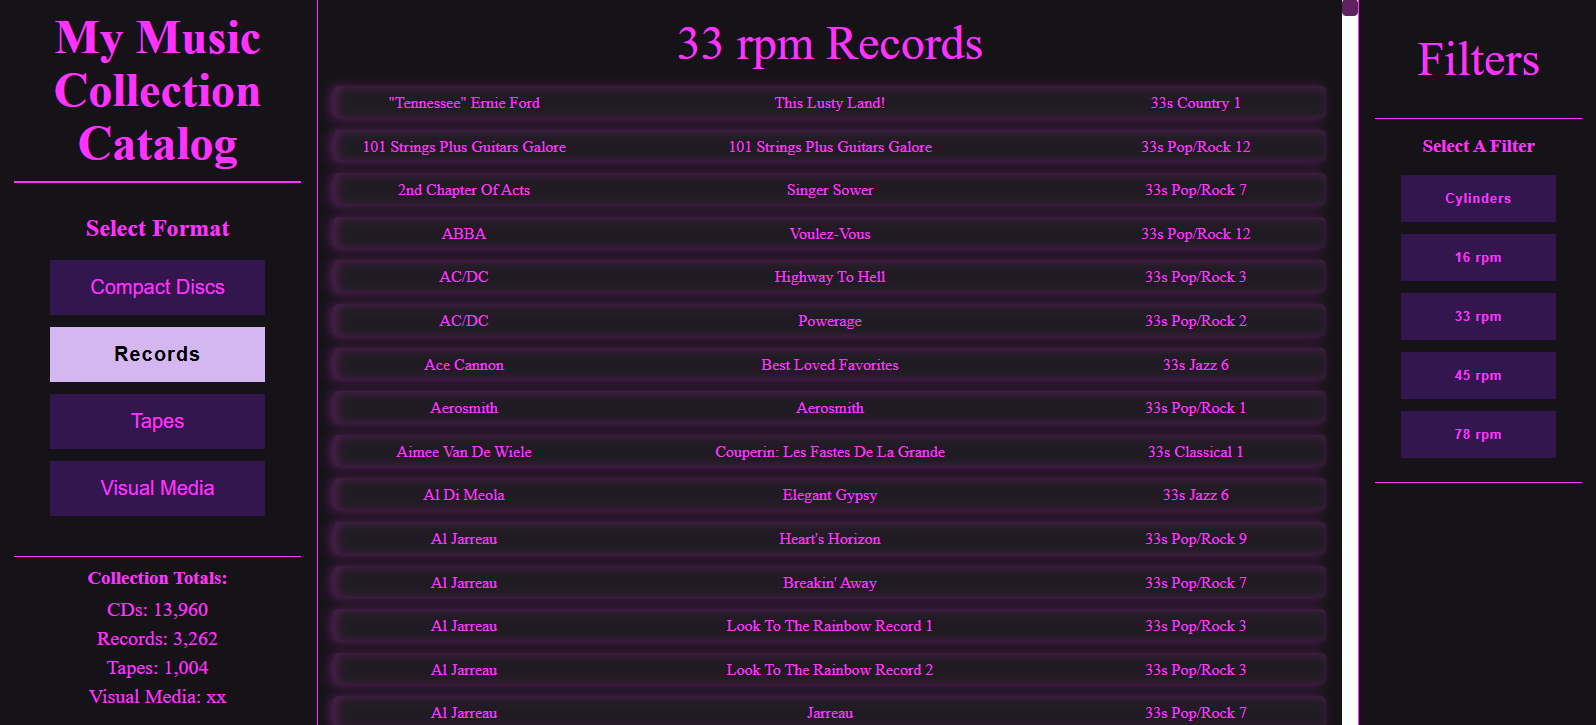 My Music
Collection
Catalog
Select Format
Compact Discs
Records
Tapes
Visual Media
Collection Totals:
CDs: 13,960
Records: 3,262
Tapes: 1,004
Visual Media: xx
33 rpm Records
"Tennessee" Ernie Ford This Lusty Land! 33s Country 1
101 Strings Plus Guitars Galore 101 Strings Plus Guitars Galore 33s Pop/Rock 12
2nd Chapter Of Acts Singer Sower 33s Pop/Rock 7
ABBA Voulez-Vous 33s Pop/Rock 12
AC/DC Highway To Hell 33s Pop/Rock 3
AC/DC Powerage 33s Pop/Rock 2
Ace Cannon Best Loved Favorites 33s Jazz 6
Aerosmith Aerosmith 33s Pop/Rock 1
Aimee Van De Wiele Couperin: Les Fastes De La Grande 33s Classical 1
Al Di Meola Elegant Gypsy 33s Jazz 6
Al Jarreau Heart's Horizon 33s Pop/Rock 9
Al Jarreau Breakin' Away 33s Pop/Rock 7
Al Jarreau Look To The Rainbow Record 1 33s Pop/Rock 3
Al Jarreau Look To The Rainbow Record 2 33s Pop/Rock 3
Al Jarreau Jarreau 33s Pop/Rock 7
Filters
Select A Filter
Cylinders
16 rpm
33 rpm
45 rpm
78 rpm